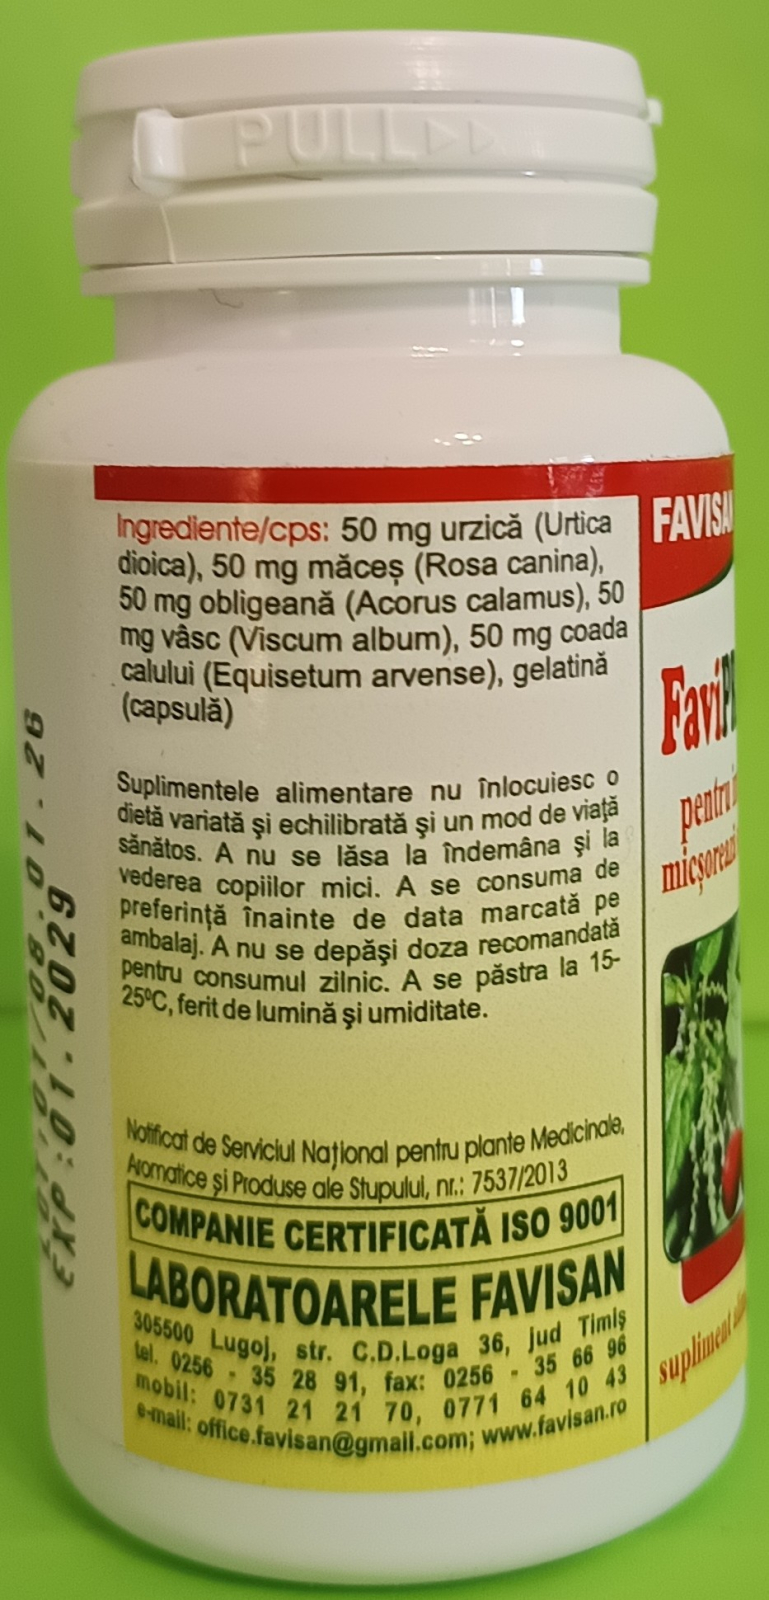 PULL
Ingrediente/cps: 50 mg urzică (Urtica
dioica), 50 mg măceș (Rosa canina),
50 mg obligeană (Acorus calamus), 50
mg vâsc (Viscum album), 50 mg coada
calului (Equisetum arvense), gelatină
(capsulă)
Suplimentele alimentare nu înlocuiesc o
dietă variată şi echilibrată şi un mod de viaţă
sănătos. A nu se lăsa la îndemâna şi la
vederea copiilor mici. A se consuma de
preferinţă înainte de data marcată pe
ambalaj. A nu se depăşi doza recomandată
pentru consumul zilnic. A se păstra la 15-
25ºC, ferit de lumină şi umiditate.
Notificat de Serviciul Naţional pentru plante Medicinale,
Aromatice şi Produse ale Stupului, nr.: 7537/2013
COMPANIE CERTIFICATĂ ISO 9001
LABORATOARELE FAVISAN
305500 Lugoj, str. C.D.Loga 36, jud Timiş
tel. 0256 - 35 28 91, fax: 0256 - 35 66 96
mobil: 0731 21 21 70, 0771 64 10 43
e-mail: office.favisan@gmail.com; www.favisan.ro
EXP:01.2029
FAVISAN
Favi
pentru
supliment